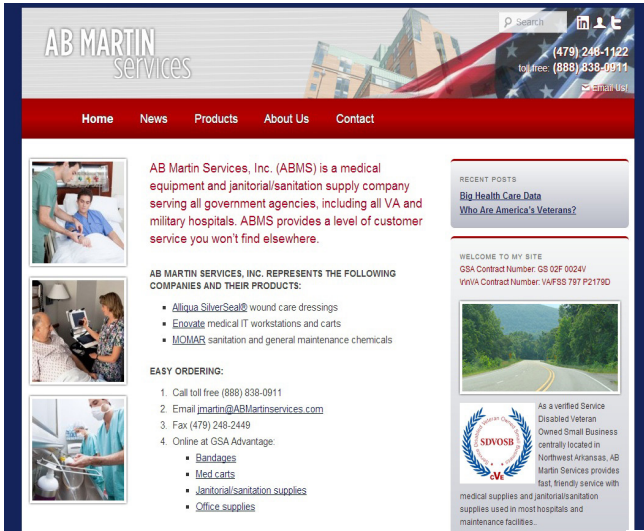 AB MARTIN
services
Search
(479) 248-1122
toll free: (888) 838-0911
Email Us!
Home News Products About Us Contact
AB Martin Services, Inc. (ABMS) is a medical
equipment and janitorial/sanitation supply company
serving all government agencies, including all VA and
military hospitals. ABMS provides a level of customer
service you won't find elsewhere.
AB MARTIN SERVICES, INC. REPRESENTS THE FOLLOWING
COMPANIES AND THEIR PRODUCTS:
Alliqua SilverSeal® wound care dressings
Enovate medical IT workstations and carts
MOMAR sanitation and general maintenance chemicals
EASY ORDERING:
1. Call toll free (888) 838-0911
2. Email jmartin@ABMartinservices.com
3. Fax (479) 248-2449
4. Online at GSA Advantage:
Bandages
Med carts
Janitorial/sanitation supplies
Office supplies
RECENT POSTS
Big Health Care Data
Who Are America's Veterans?
WELCOME TO MY SITE
GSA Contract Number: GS 02F 0024V
\r\nVA Contract Number: VA/FSS 797 P2179D
Service Disabled Veteran Owned Small Business
SDVOSB
CVE
As a verified Service
Disabled Veteran
Owned Small Business
centrally located in
Northwest Arkansas, AB
Martin Services provides
fast, friendly service with
medical supplies and janitorial/sanitation
supplies used in most hospitals and
maintenance facilities..